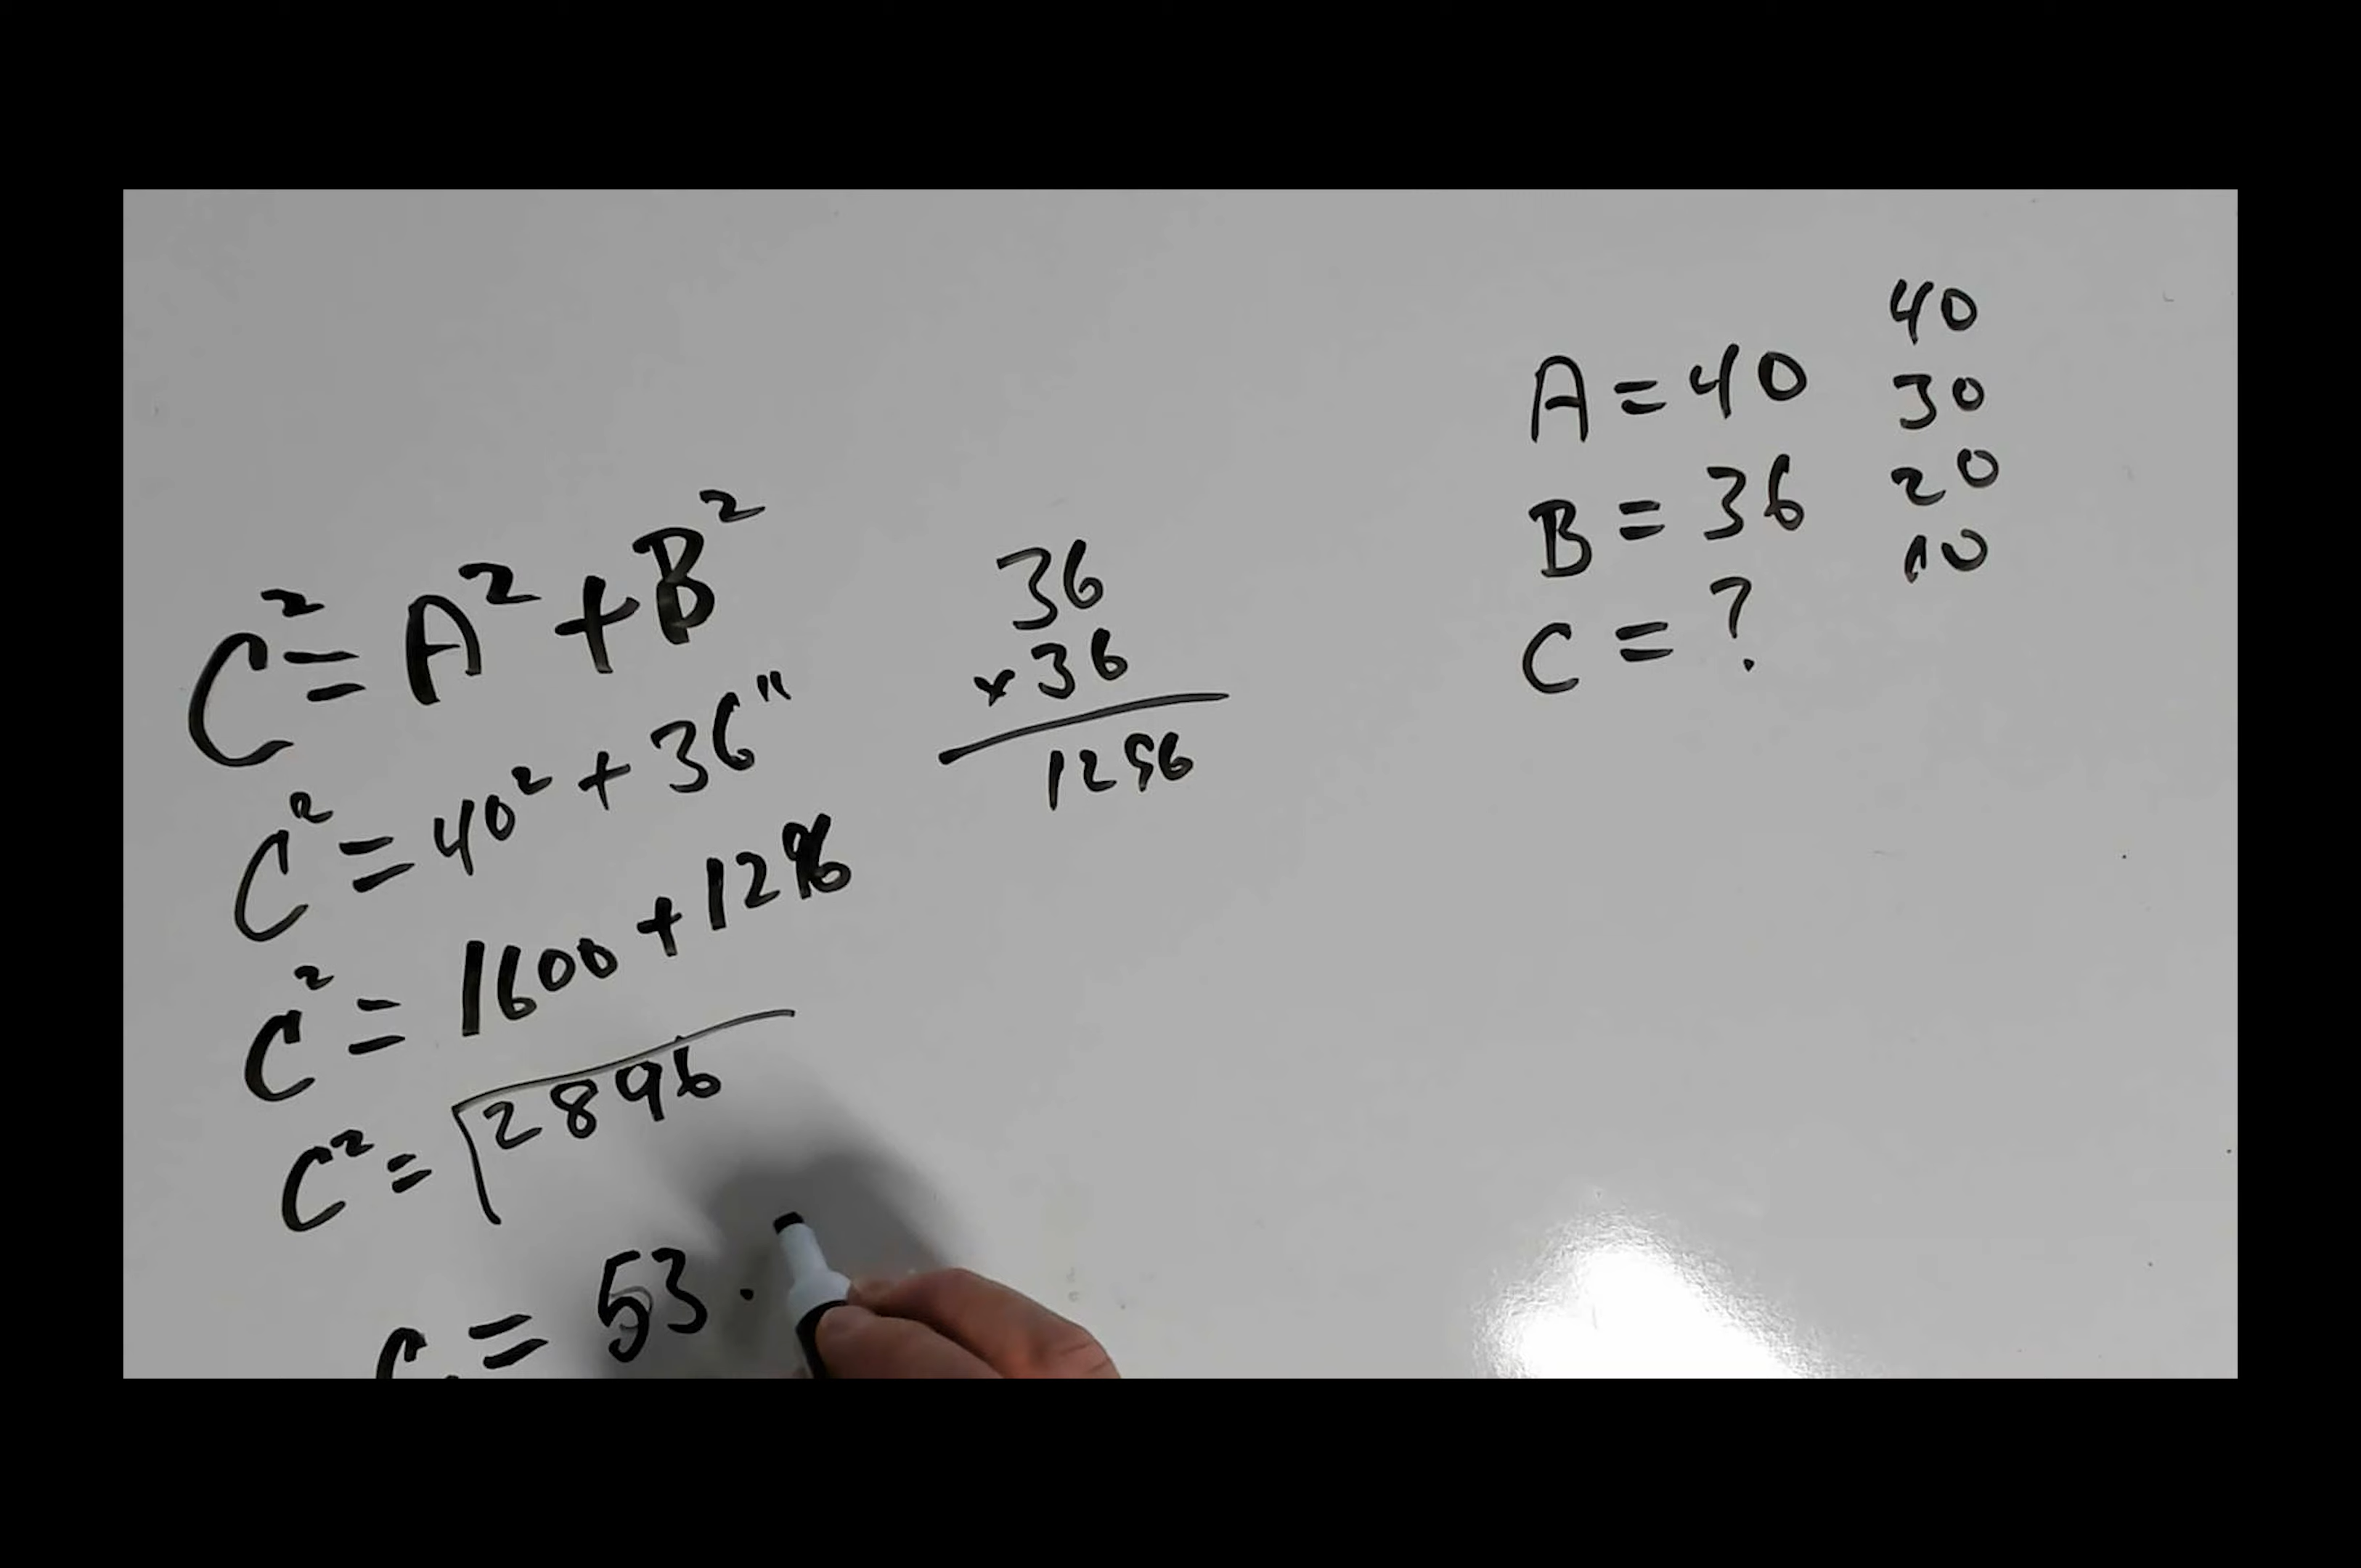 C² = A² + B²
C² = 40² + 36"
C² = 1600 + 1296
C² = √2896
C = 53.
36
× 36
1296
A = 40
B = 36
C = ?
40
30
20
10